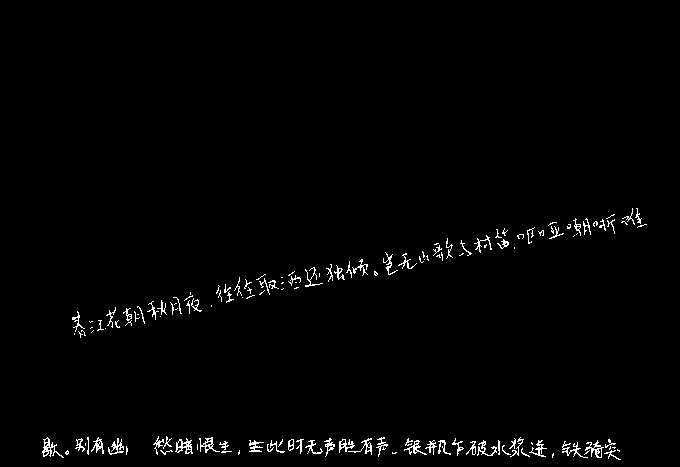 春江花朝秋月夜,往往取酒还独倾。岂无山歌与村笛,呕哑嘲哳难
歇。别有幽 愁暗恨生,此时无声胜有声。银瓶乍破水浆迸,铁骑突